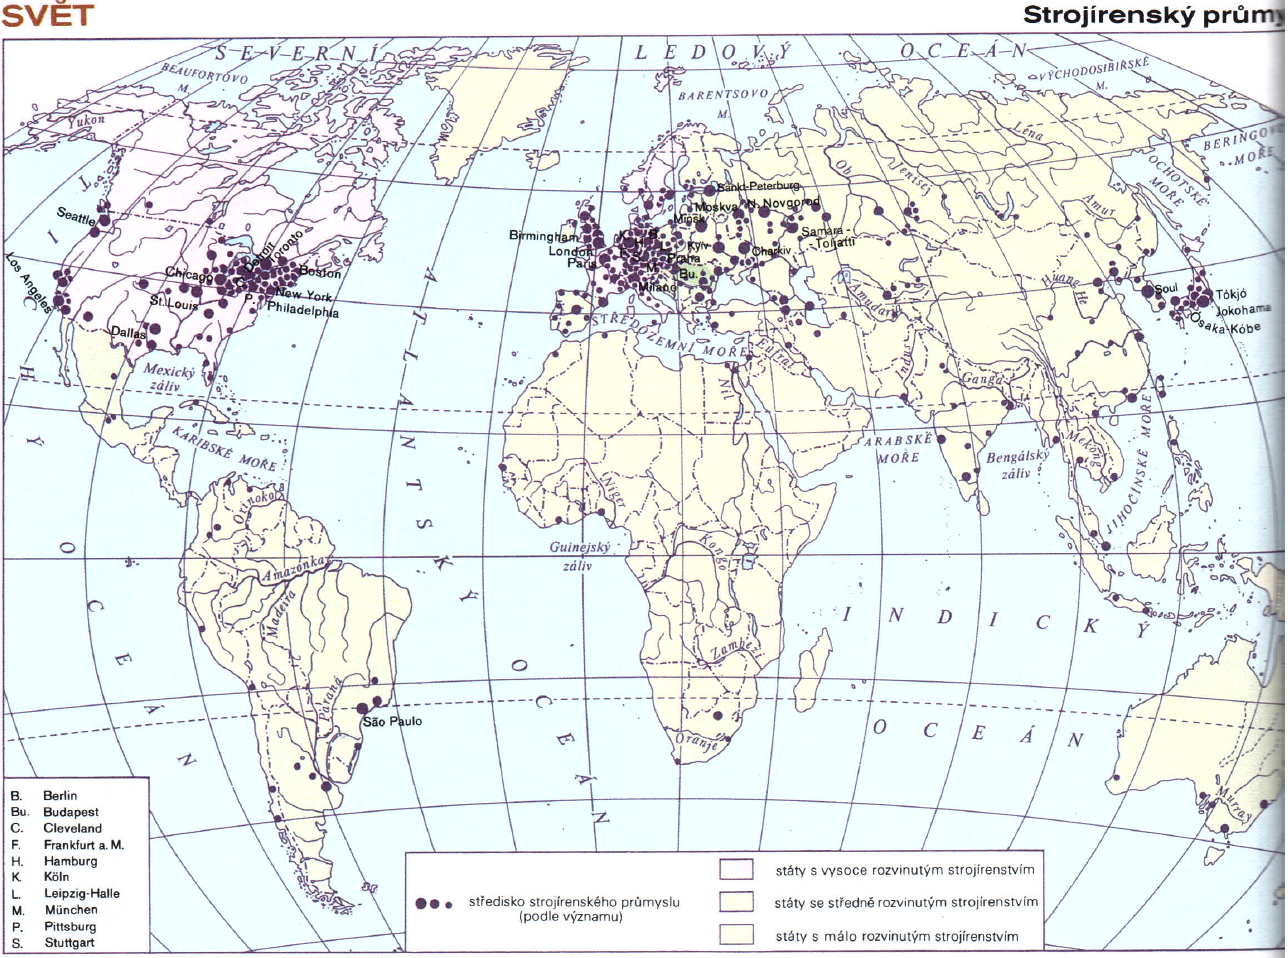 SVĚT
Strojírenský prům
SEVERNÍ LEDOVÝ OCEÁN
BEAUFORTOVO
M.
BARENTSOVO
M.
VÝCHODOSIBIŘSKÉ
M.
BERINGOVO
MOŘE
OCHOTSKÉ
MOŘE
Yukon
Ob
Jenisej
Lena
Amur
Huang He
Sankt-Peterburg
Moskva
N. Novgorod
Minsk
Samara
-Toljatti
Kyjiv
Charkiv
Praha
Bu.
Milano
Birmingham
London
Paris
K.
H.
B.
F.
L.
S.
M.
Seattle
Los Angeles
Chicago
Detroit
Toronto
C.
Boston
New York
P.
Philadelphia
St.Louis
Dallas
Soul
Tókjó
Jokohama
Ósaka-Kóbe
STŘEDOZEMNÍ MOŘE
Eufrat
Amudarja
Indus
Ganga
Mekong
Nil
Niger
Kongo
Zambezi
Oranje
Mexický
záliv
KARIBSKÉ MOŘE
Orinoko
Amazonka
Madeira
Paraná
São Paulo
Guinejský
záliv
ARABSKÉ
MOŘE
Bengálský
záliv
JIHOČÍNSKÉ MOŘE
Murray
TICHÝ OCEÁN
ATLANTSKÝ OCEÁN
INDICKÝ
OCEÁN
B. Berlin
Bu. Budapest
C. Cleveland
F. Frankfurt a. M.
H. Hamburg
K. Köln
L. Leipzig-Halle
M. München
P. Pittsburg
S. Stuttgart
středisko strojírenského průmyslu
(podle významu)
státy s vysoce rozvinutým strojírenstvím
státy se středně rozvinutým strojírenstvím
státy s málo rozvinutým strojírenstvím